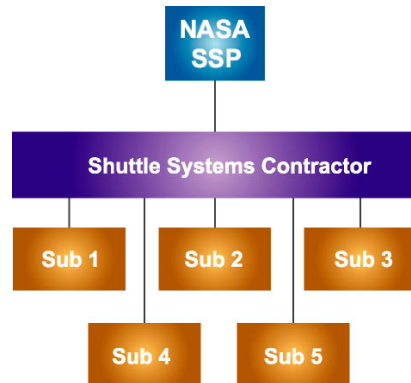 NASA
SSP
Shuttle Systems Contractor
Sub 1
Sub 2
Sub 3
Sub 4
Sub 5